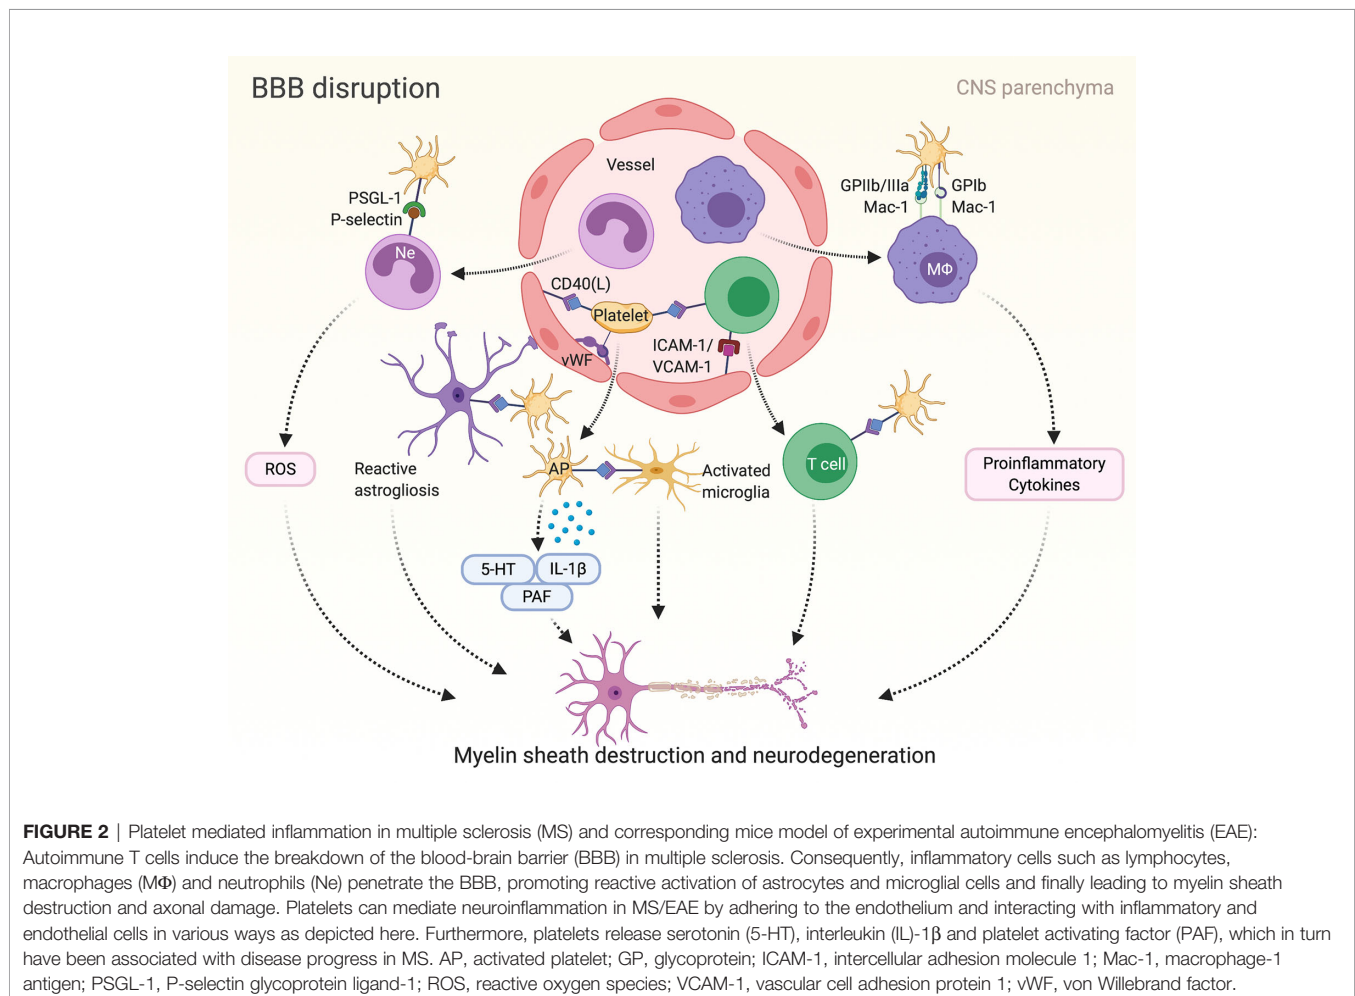 BBB disruption
CNS parenchyma
Vessel
PSGL-1
P-selectin
Ne
GPIIb/IIIa
Mac-1
GPIb
Mac-1
MΦ
CD40(L)
Platelet
vWF
ICAM-1/
VCAM-1
ROS
Reactive
astrogliosis
AP
Activated
microglia
T cell
Proinflammatory
Cytokines
5-HT
IL-1β
PAF
Myelin sheath destruction and neurodegeneration
FIGURE 2 | Platelet mediated inflammation in multiple sclerosis (MS) and corresponding mice model of experimental autoimmune encephalomyelitis (EAE):
Autoimmune T cells induce the breakdown of the blood-brain barrier (BBB) in multiple sclerosis. Consequently, inflammatory cells such as lymphocytes,
macrophages (MΦ) and neutrophils (Ne) penetrate the BBB, promoting reactive activation of astrocytes and microglial cells and finally leading to myelin sheath
destruction and axonal damage. Platelets can mediate neuroinflammation in MS/EAE by adhering to the endothelium and interacting with inflammatory and
endothelial cells in various ways as depicted here. Furthermore, platelets release serotonin (5-HT), interleukin (IL)-1β and platelet activating factor (PAF), which in turn
have been associated with disease progress in MS. AP, activated platelet; GP, glycoprotein; ICAM-1, intercellular adhesion molecule 1; Mac-1, macrophage-1
antigen; PSGL-1, P-selectin glycoprotein ligand-1; ROS, reactive oxygen species; VCAM-1, vascular cell adhesion protein 1; vWF, von Willebrand factor.